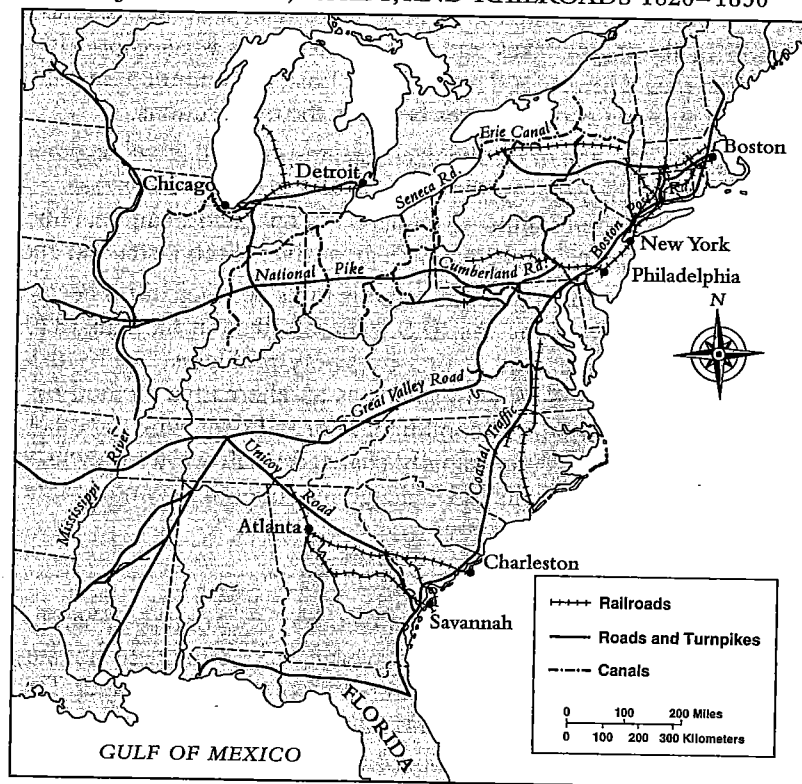 AND RAILROADS 1820–1850
Erie Canal
Boston
Chicago
Detroit
Seneca Rd.
Boston Post Rd.
New York
National Pike
Cumberland Rd.
Philadelphia
N
Great Valley Road
Coastal Traffic
Mississippi River
Unicoy Road
Atlanta
Charleston
Savannah
Railroads
Roads and Turnpikes
Canals
0 100 200 Miles
0 100 200 300 Kilometers
FLORIDA
GULF OF MEXICO